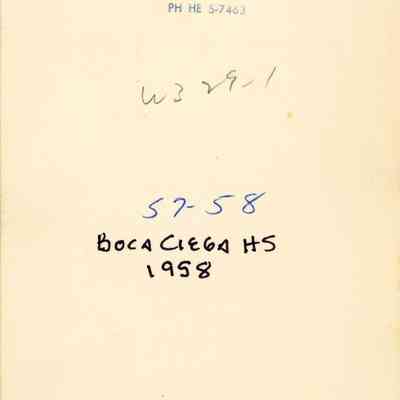 PH HE 5-7463
W3 29-1
57-58
BOCA CIEGA HS
1958